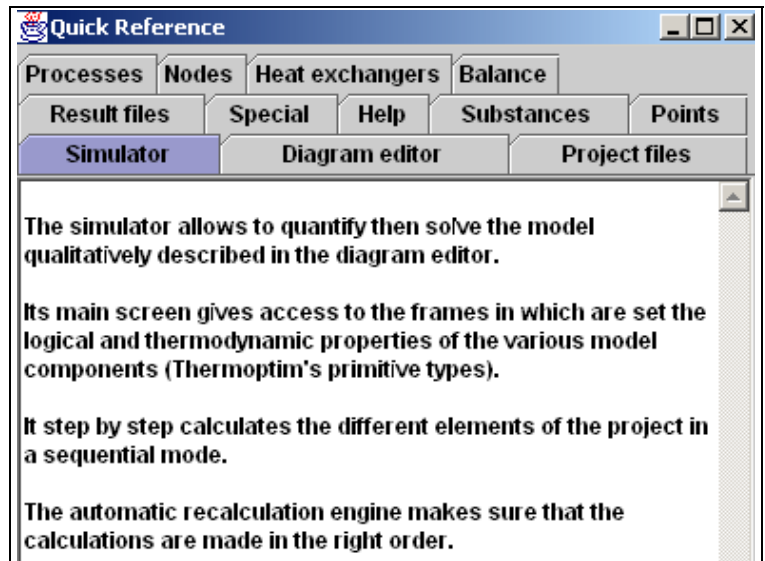 Quick Reference
Processes Nodes Heat exchangers Balance
Result files Special Help Substances Points
Simulator Diagram editor Project files
The simulator allows to quantify then solve the model
qualitatively described in the diagram editor.
Its main screen gives access to the frames in which are set the
logical and thermodynamic properties of the various model
components (Thermoptim's primitive types).
It step by step calculates the different elements of the project in
a sequential mode.
The automatic recalculation engine makes sure that the
calculations are made in the right order.